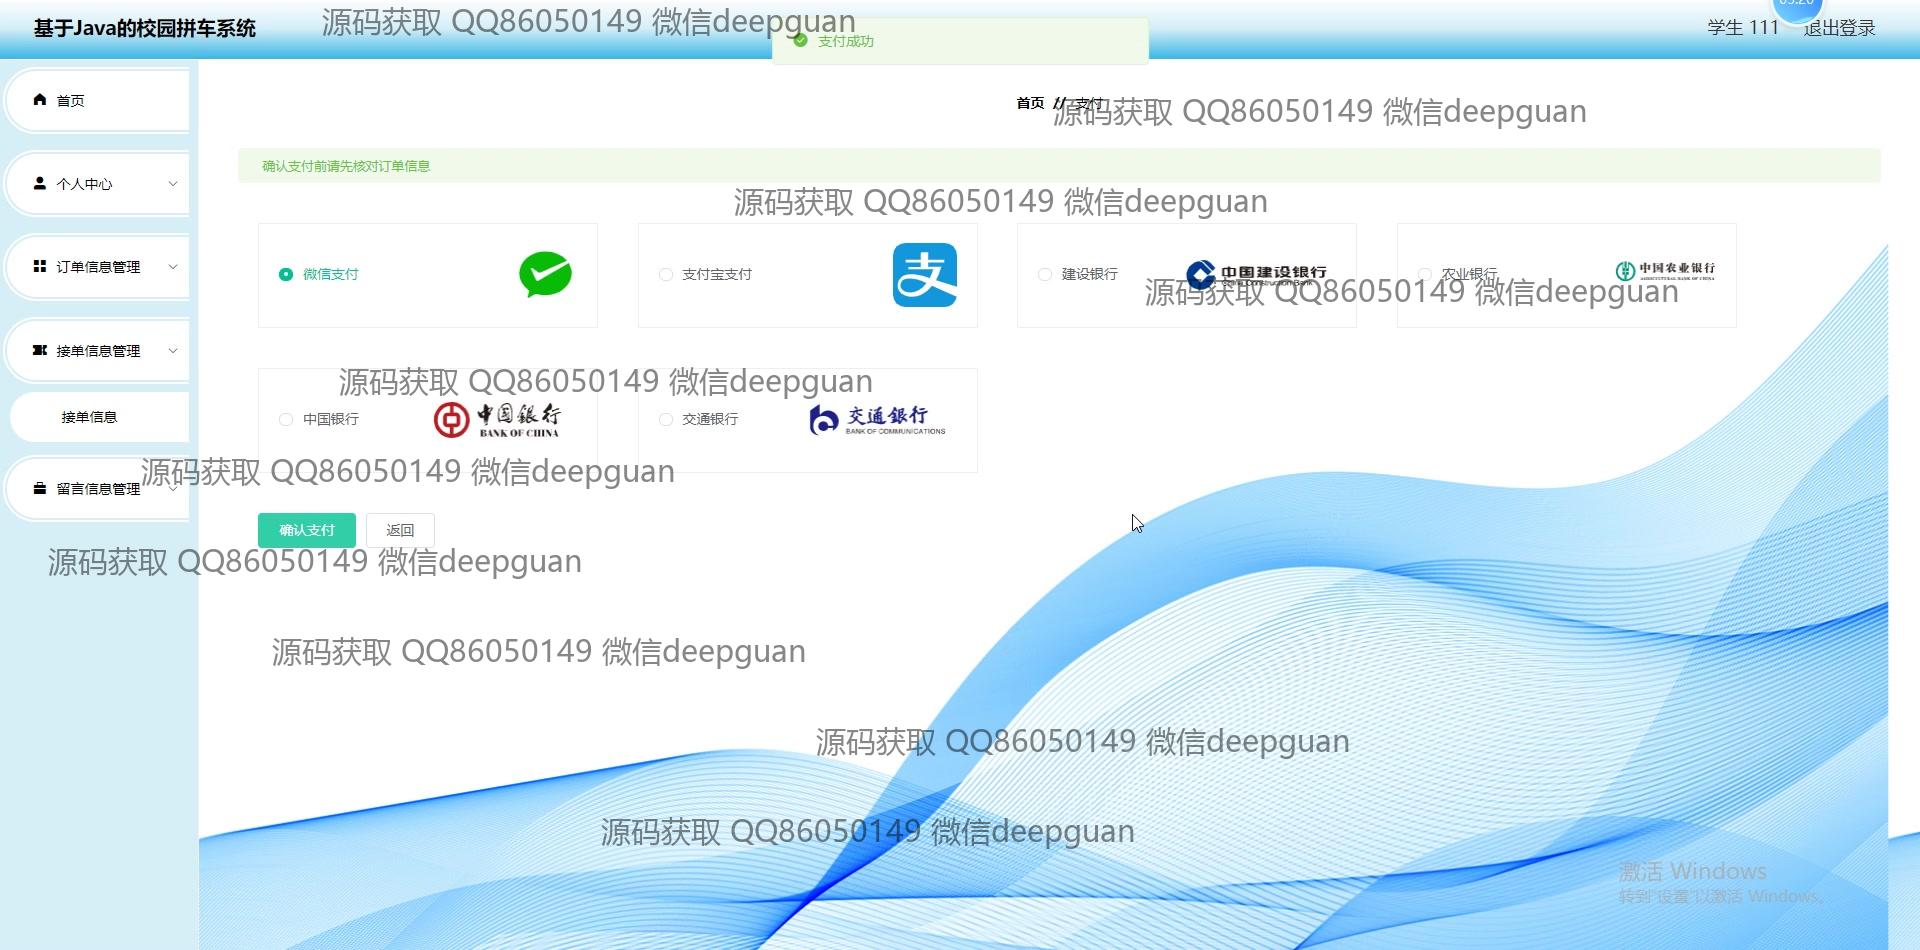 基于Java的校园拼车系统
源码获取 QQ86050149 微信deepguan
支付成功
学生 111
退出登录
首页
个人中心
订单信息管理
接单信息管理
接单信息
留言信息管理
首页 // 支付
源码获取 QQ86050149 微信deepguan
确认支付前请先核对订单信息
源码获取 QQ86050149 微信deepguan
微信支付
支付宝支付
支
建设银行
中国建设银行
China Construction Bank
农业银行
中国农业银行
AGRICULTURAL BANK OF CHINA
源码获取 QQ86050149 微信deepguan
源码获取 QQ86050149 微信deepguan
中国银行
中国银行
BANK OF CHINA
交通银行
交通銀行
BANK OF COMMUNICATIONS
源码获取 QQ86050149 微信deepguan
确认支付
返回
源码获取 QQ86050149 微信deepguan
源码获取 QQ86050149 微信deepguan
源码获取 QQ86050149 微信deepguan
源码获取 QQ86050149 微信deepguan
激活 Windows
转到"设置"以激活 Windows。